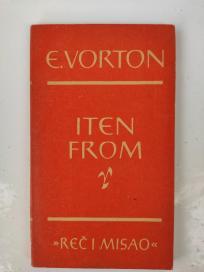 E. VORTON
ITEN
FROM
»REČ I MISAO«